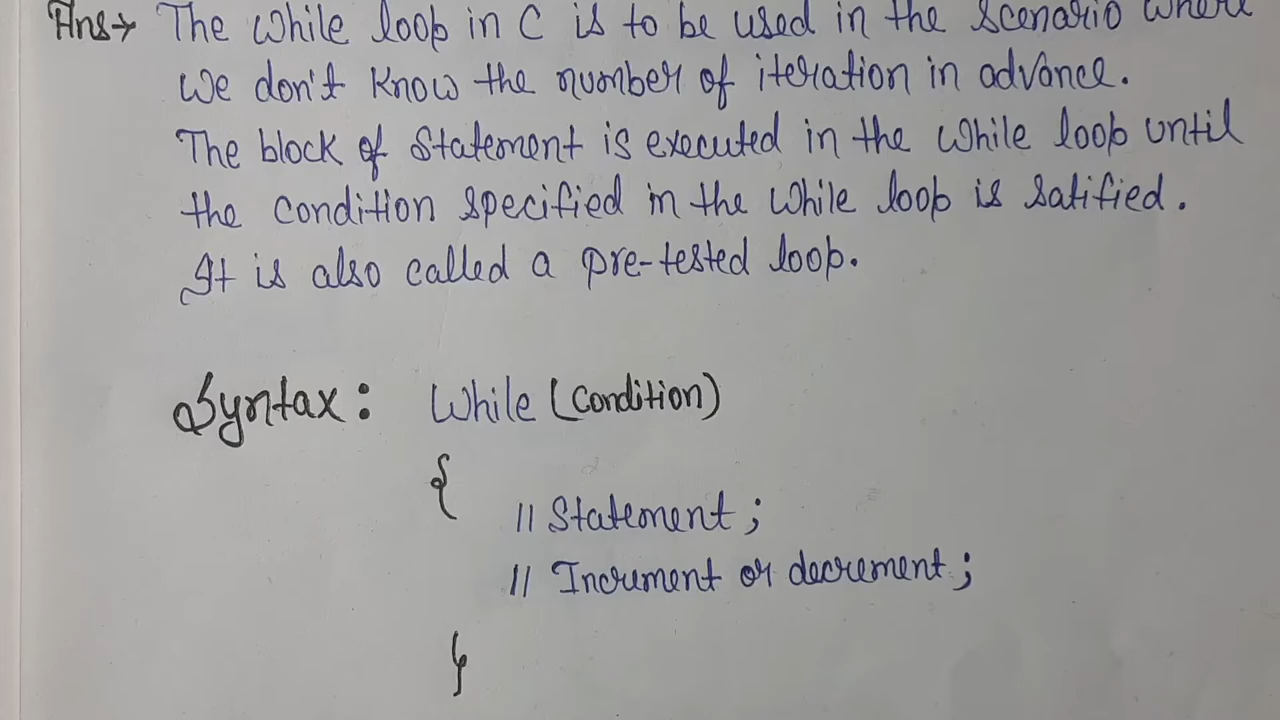 Ans→ The While loop in C is to be used in the scenario where
We don't know the number of iteration in advance.
The block of Statement is executed in the While loop until
the condition specified in the While loop is satified.
It is also called a pre-tested loop.
Syntax: While (Condition)
{
// Statement;
// Increment or decrement;
}